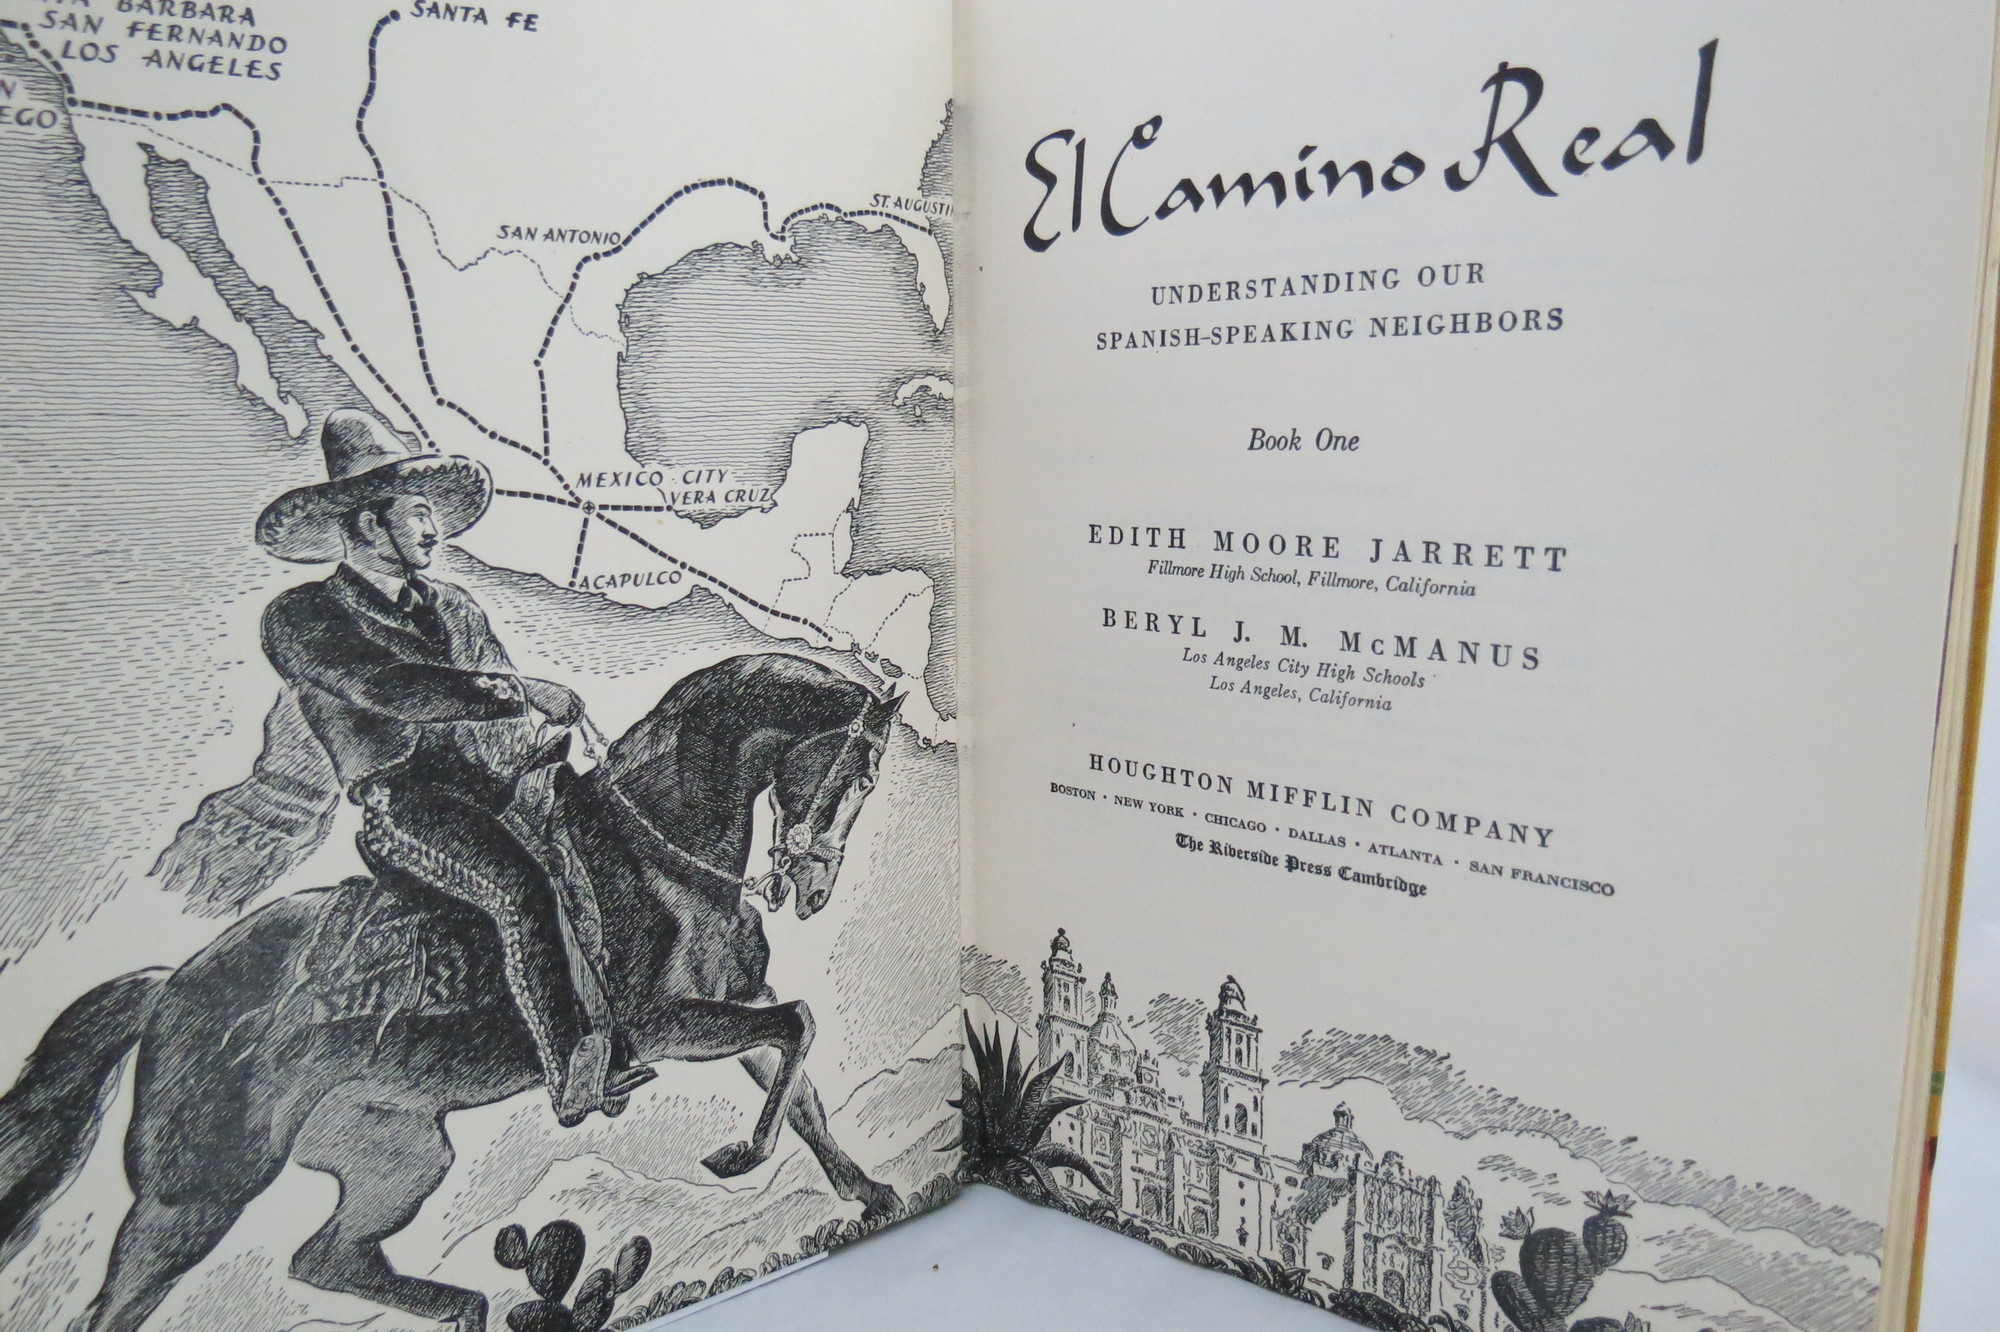 BARBARA
SAN FERNANDO
LOS ANGELES
SANTA FE
SAN ANTONIO
MEXICO CITY
VERA CRUZ
ACAPULCO
El Camino Real
UNDERSTANDING OUR
SPANISH-SPEAKING NEIGHBORS
Book One
EDITH MOORE JARRETT
Fillmore High School, Fillmore, California
BERYL J. M. McMANUS
Los Angeles City High Schools
Los Angeles, California
HOUGHTON MIFFLIN COMPANY
BOSTON · NEW YORK · CHICAGO · DALLAS · ATLANTA · SAN FRANCISCO
The Riverside Press Cambridge